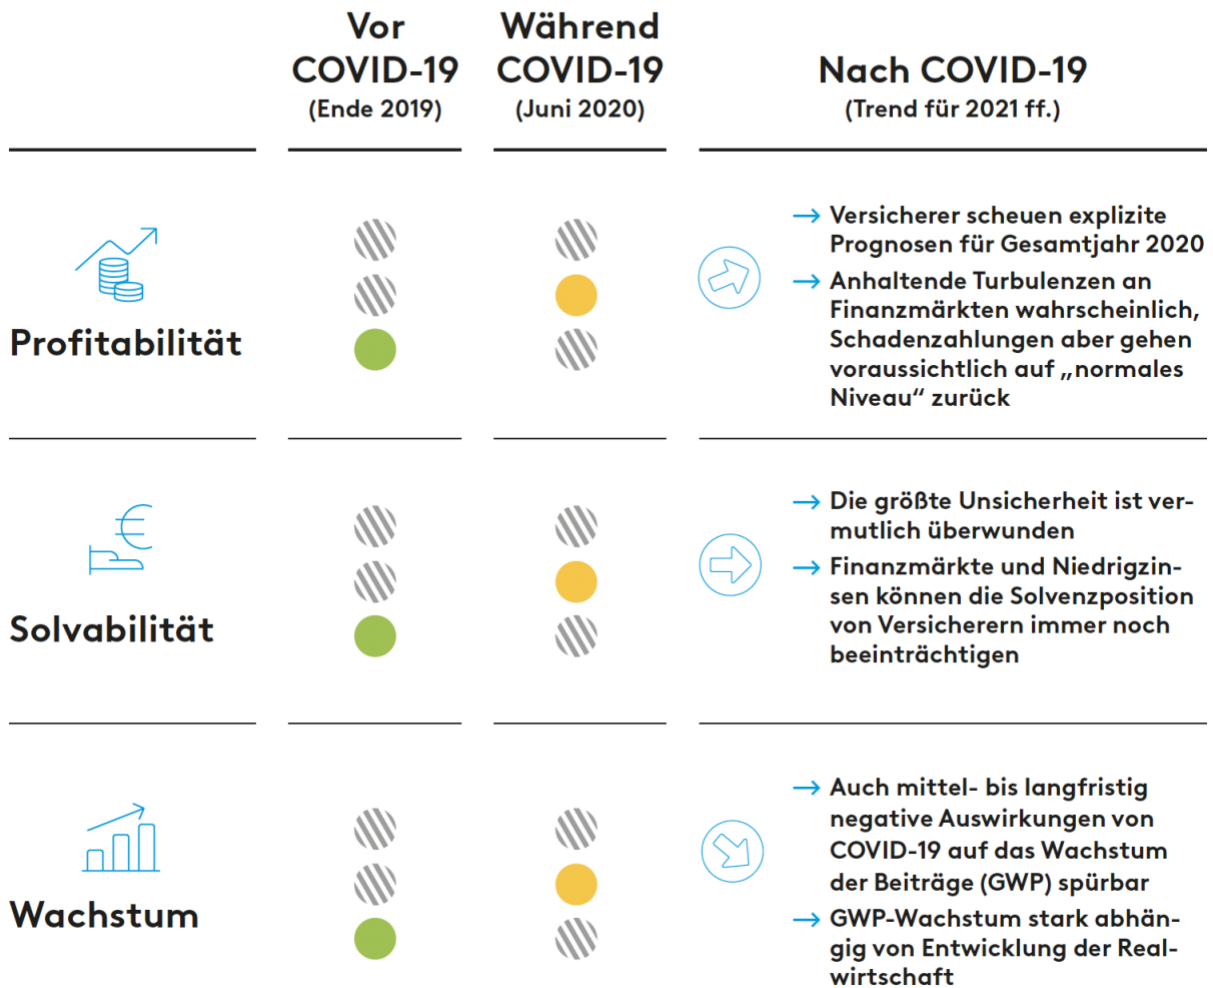 Vor
COVID-19
(Ende 2019)
Während
COVID-19
(Juni 2020)
Nach COVID-19
(Trend für 2021 ff.)
Profitabilität
→ Versicherer scheuen explizite
Prognosen für Gesamtjahr 2020
→ Anhaltende Turbulenzen an
Finanzmärkten wahrscheinlich,
Schadenzahlungen aber gehen
voraussichtlich auf „normales
Niveau“ zurück
Solvabilität
→ Die größte Unsicherheit ist ver-
mutlich überwunden
→ Finanzmärkte und Niedrigzin-
sen können die Solvenzposition
von Versicherern immer noch
beeinträchtigen
Wachstum
→ Auch mittel- bis langfristig
negative Auswirkungen von
COVID-19 auf das Wachstum
der Beiträge (GWP) spürbar
→ GWP-Wachstum stark abhän-
gig von Entwicklung der Real-
wirtschaft